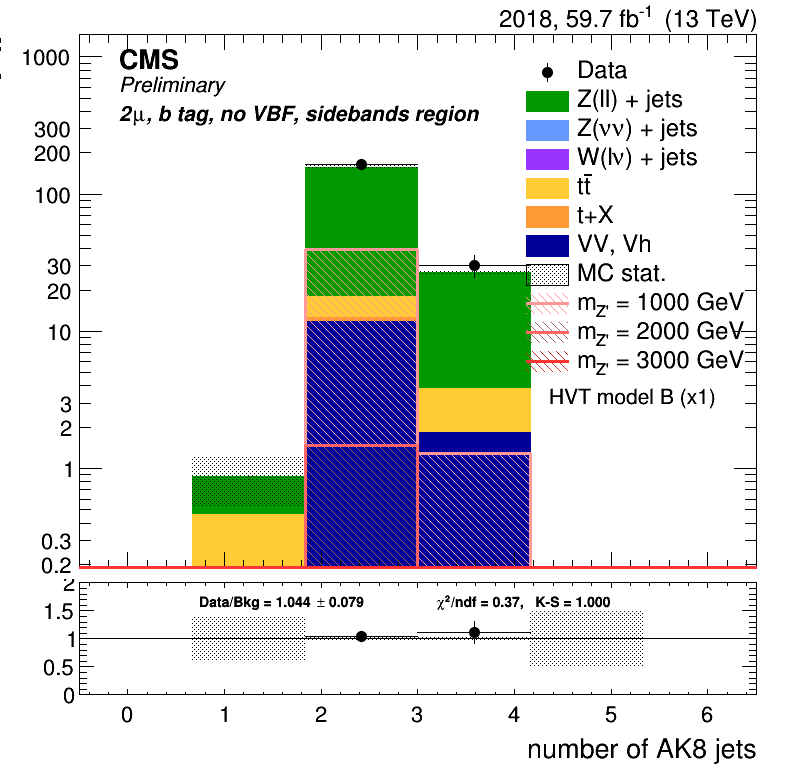 2018, 59.7 fb⁻¹ (13 TeV)
CMS
Preliminary
2μ, b tag, no VBF, sidebands region
Data
Z(ll) + jets
Z(νν) + jets
W(lν) + jets
tt̄
t+X
VV, Vh
MC stat.
m_Z' = 1000 GeV
m_Z' = 2000 GeV
m_Z' = 3000 GeV
HVT model B (x1)
1000
300
200
100
30
20
10
3
2
1
0.3
0.2
2
1.5
1
0.5
0
Data/Bkg = 1.044 ± 0.079
χ²/ndf = 0.37, K-S = 1.000
0 1 2 3 4 5 6
number of AK8 jets